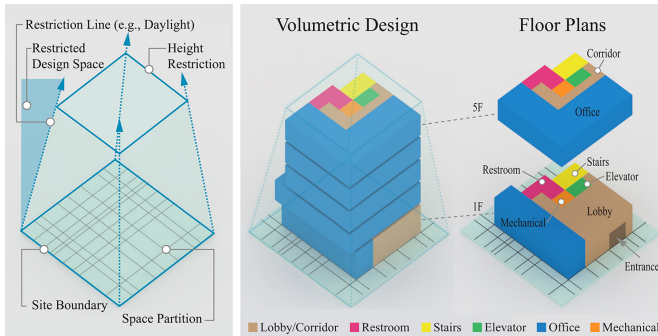 Restriction Line (e.g., Daylight)
Restricted
Design Space
Height
Restriction
Site Boundary
Space Partition
Volumetric Design
Floor Plans
Corridor
5F
Office
Restroom
Stairs
Elevator
1F
Mechanical
Lobby
Entrance
Lobby/Corridor
Restroom
Stairs
Elevator
Office
Mechanical